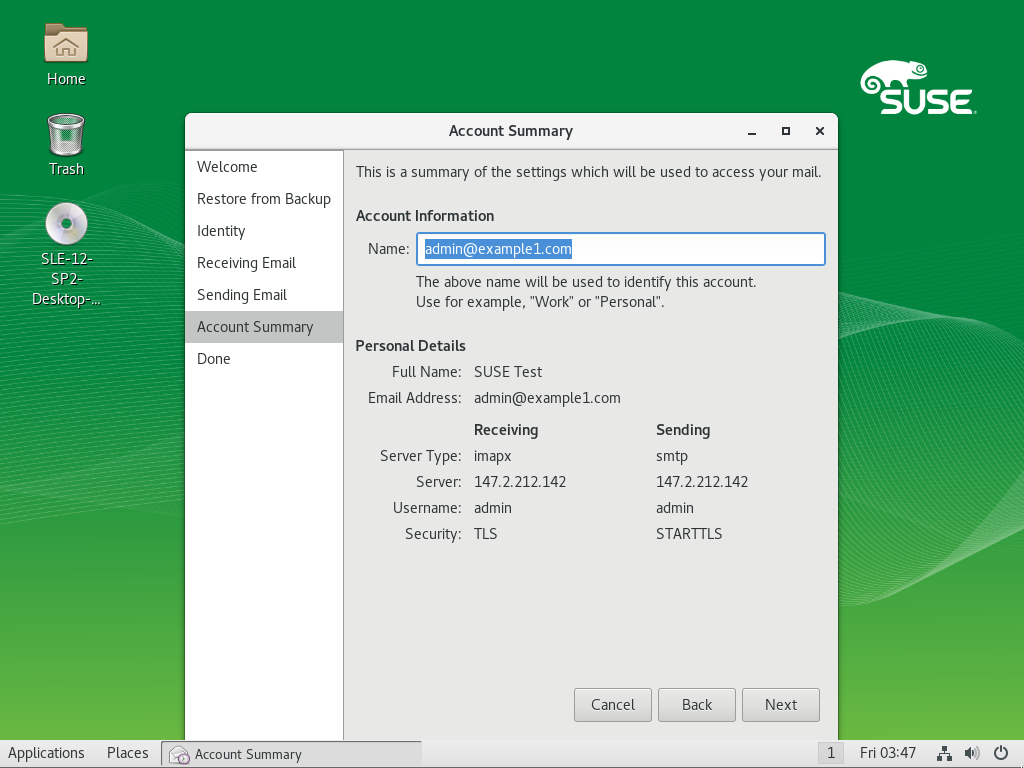 Home
Trash
SLE-12-
SP2-
Desktop-...
SUSE
Account Summary
Welcome
Restore from Backup
Identity
Receiving Email
Sending Email
Account Summary
Done
This is a summary of the settings which will be used to access your mail.
Account Information
Name: admin@example1.com
The above name will be used to identify this account.
Use for example, "Work" or "Personal".
Personal Details
Full Name: SUSE Test
Email Address: admin@example1.com
Receiving Sending
Server Type: imapx smtp
Server: 147.2.212.142 147.2.212.142
Username: admin admin
Security: TLS STARTTLS
Cancel Back Next
Applications Places Account Summary 1 Fri 03:47